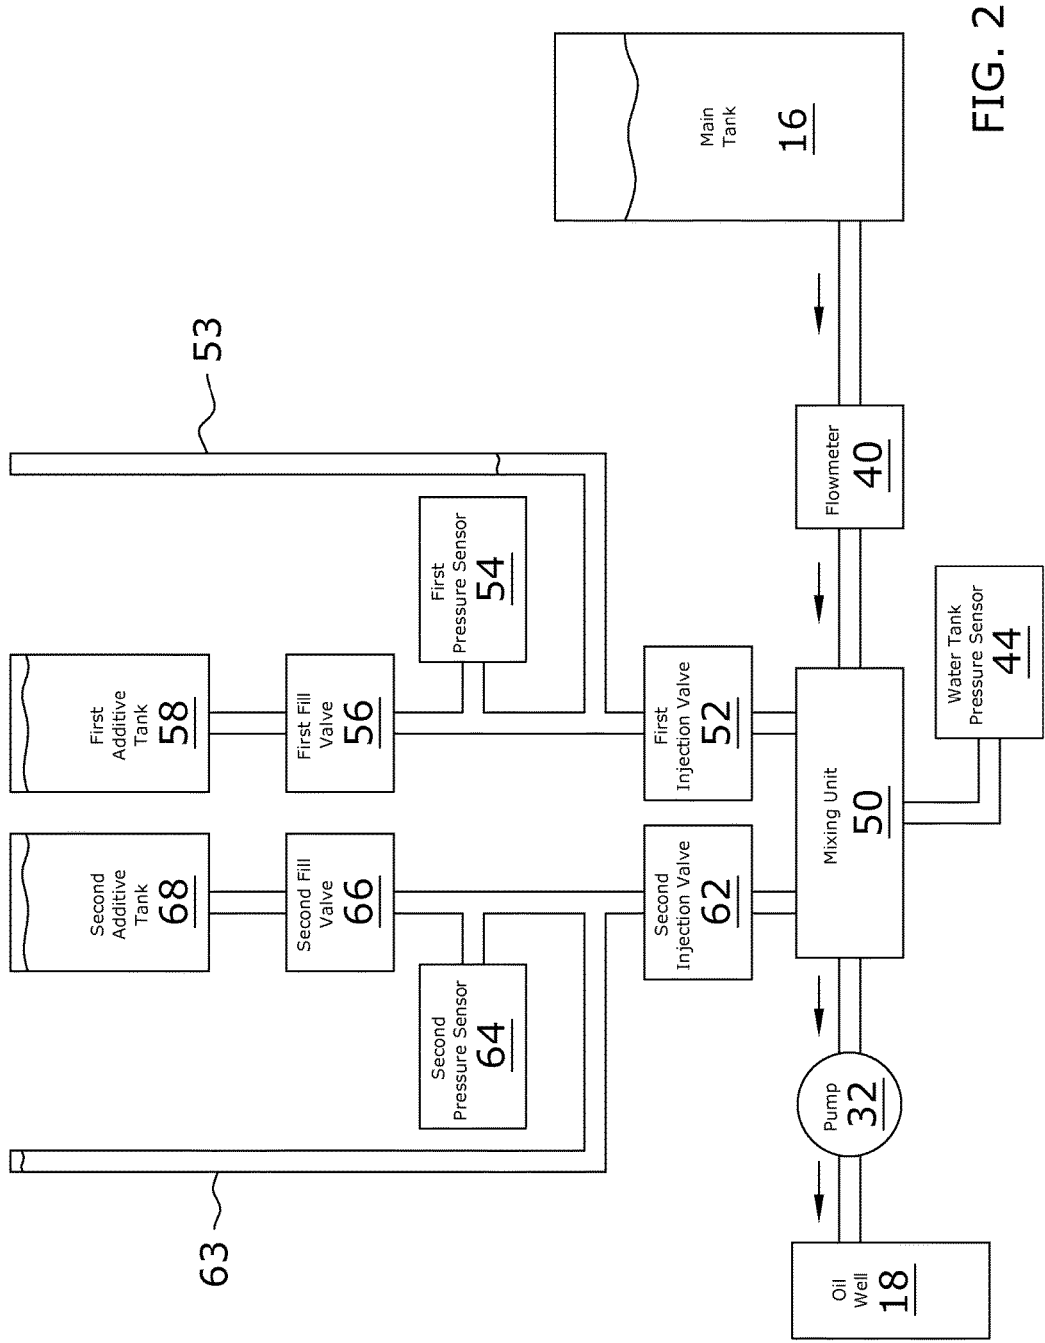 FIG. 2
Main
Tank
16
53
Flowmeter
40
First
Pressure Sensor
54
Water Tank
Pressure Sensor
44
First
Additive
Tank
58
First Fill
Valve
56
First
Injection Valve
52
Mixing Unit
50
Second
Additive
Tank
68
Second Fill
Valve
66
Second
Injection Valve
62
Second
Pressure Sensor
64
Pump
32
63
Oil
Well
18